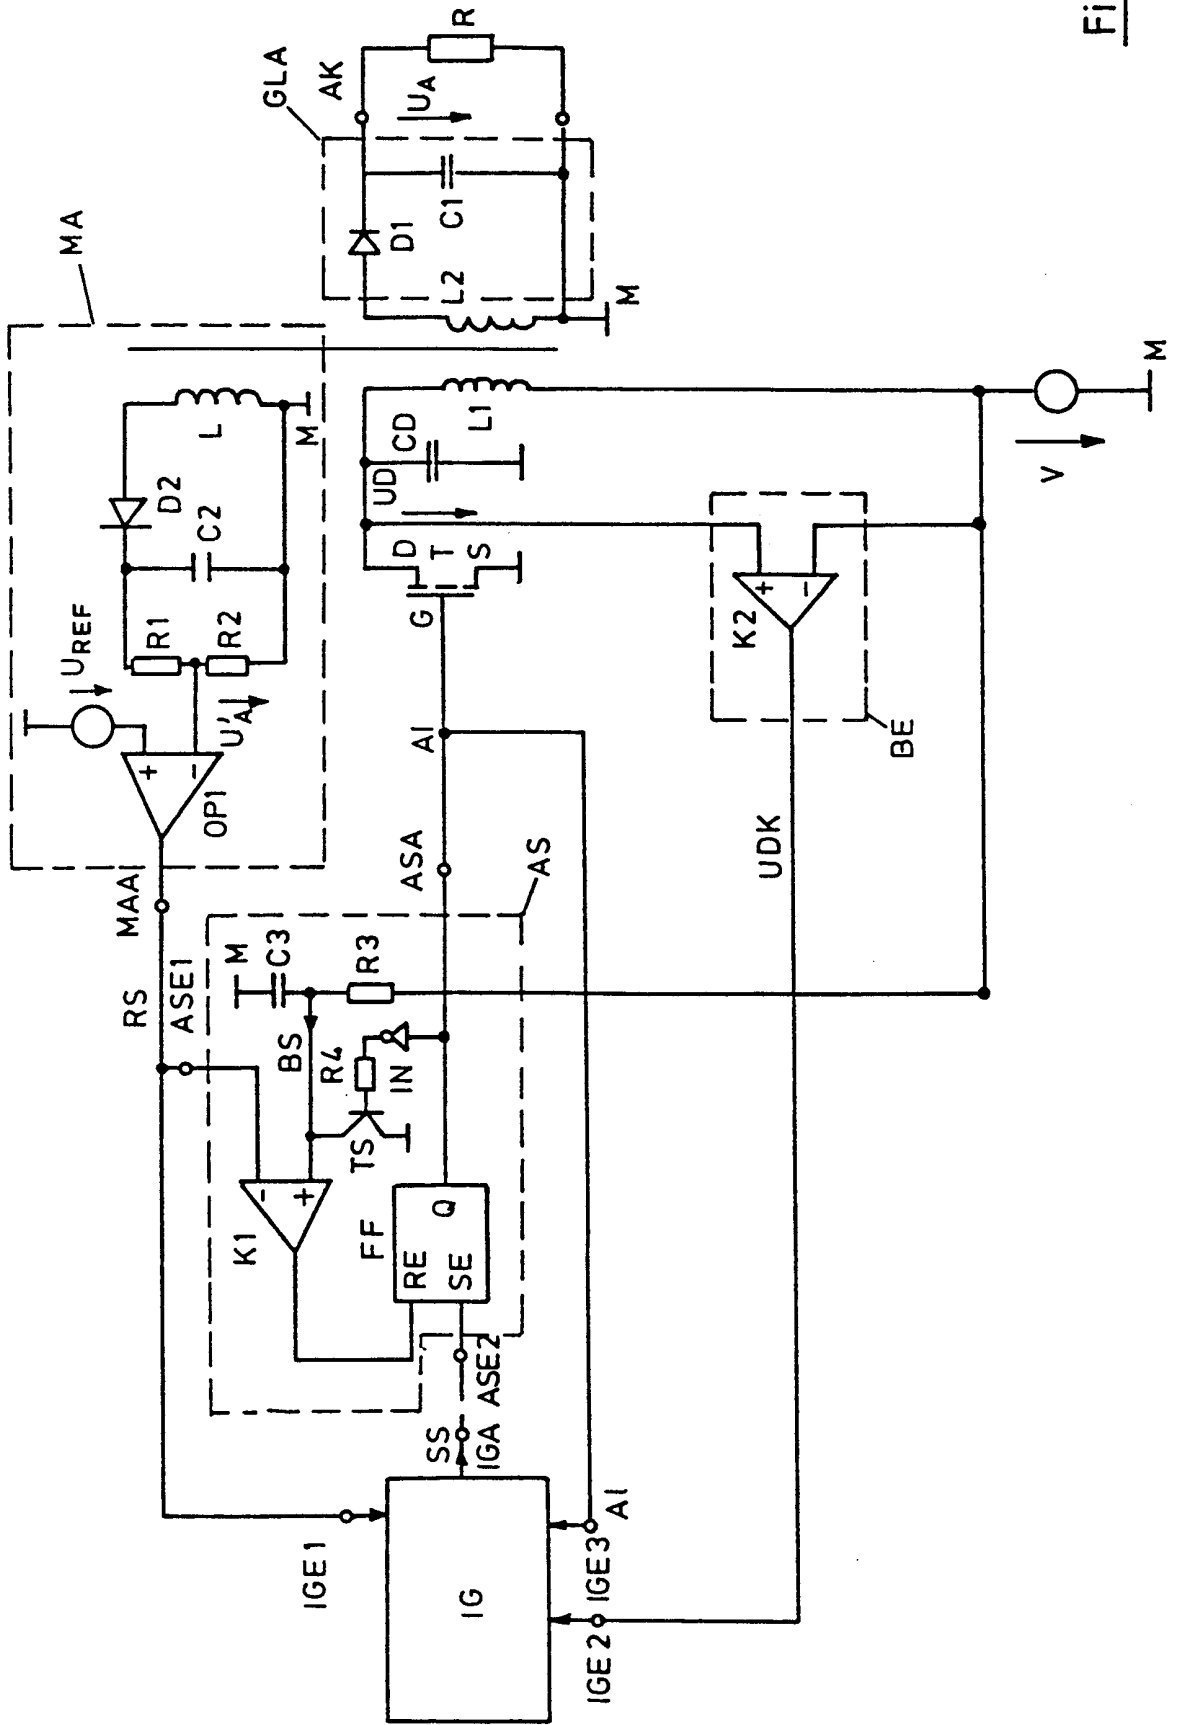 Fi
R
AK
UA
GLA
C1
D1
L2
M
MA
L
M
D2
C2
R1
R2
UREF
U'A
OP1
MAA
RS
ASE1
CD
L1
UD
D
T
S
G
V
M
K2
BE
UDK
AI
ASA
AS
M
C3
R3
BS
R4
IN
TS
K1
FF
RE
SE
Q
SS
IGA
ASE2
IGE1
IG
AI
IGE3
IGE2
+
-
+
-
-
+